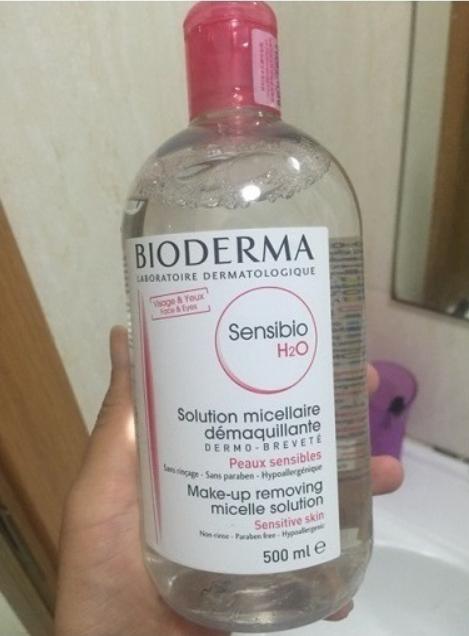 BIODERMA
LABORATOIRE DERMATOLOGIQUE
Visage & Yeux
Face & Eyes
Sensibio
H2O
Solution micellaire
démaquillante
DERMO-BREVETÉ
Peaux sensibles
Sans rinçage - Sans paraben - Hypoallergénique
Make-up removing
micelle solution
Sensitive skin
Non rinse - Paraben free - Hypoallergenic
500 ml e